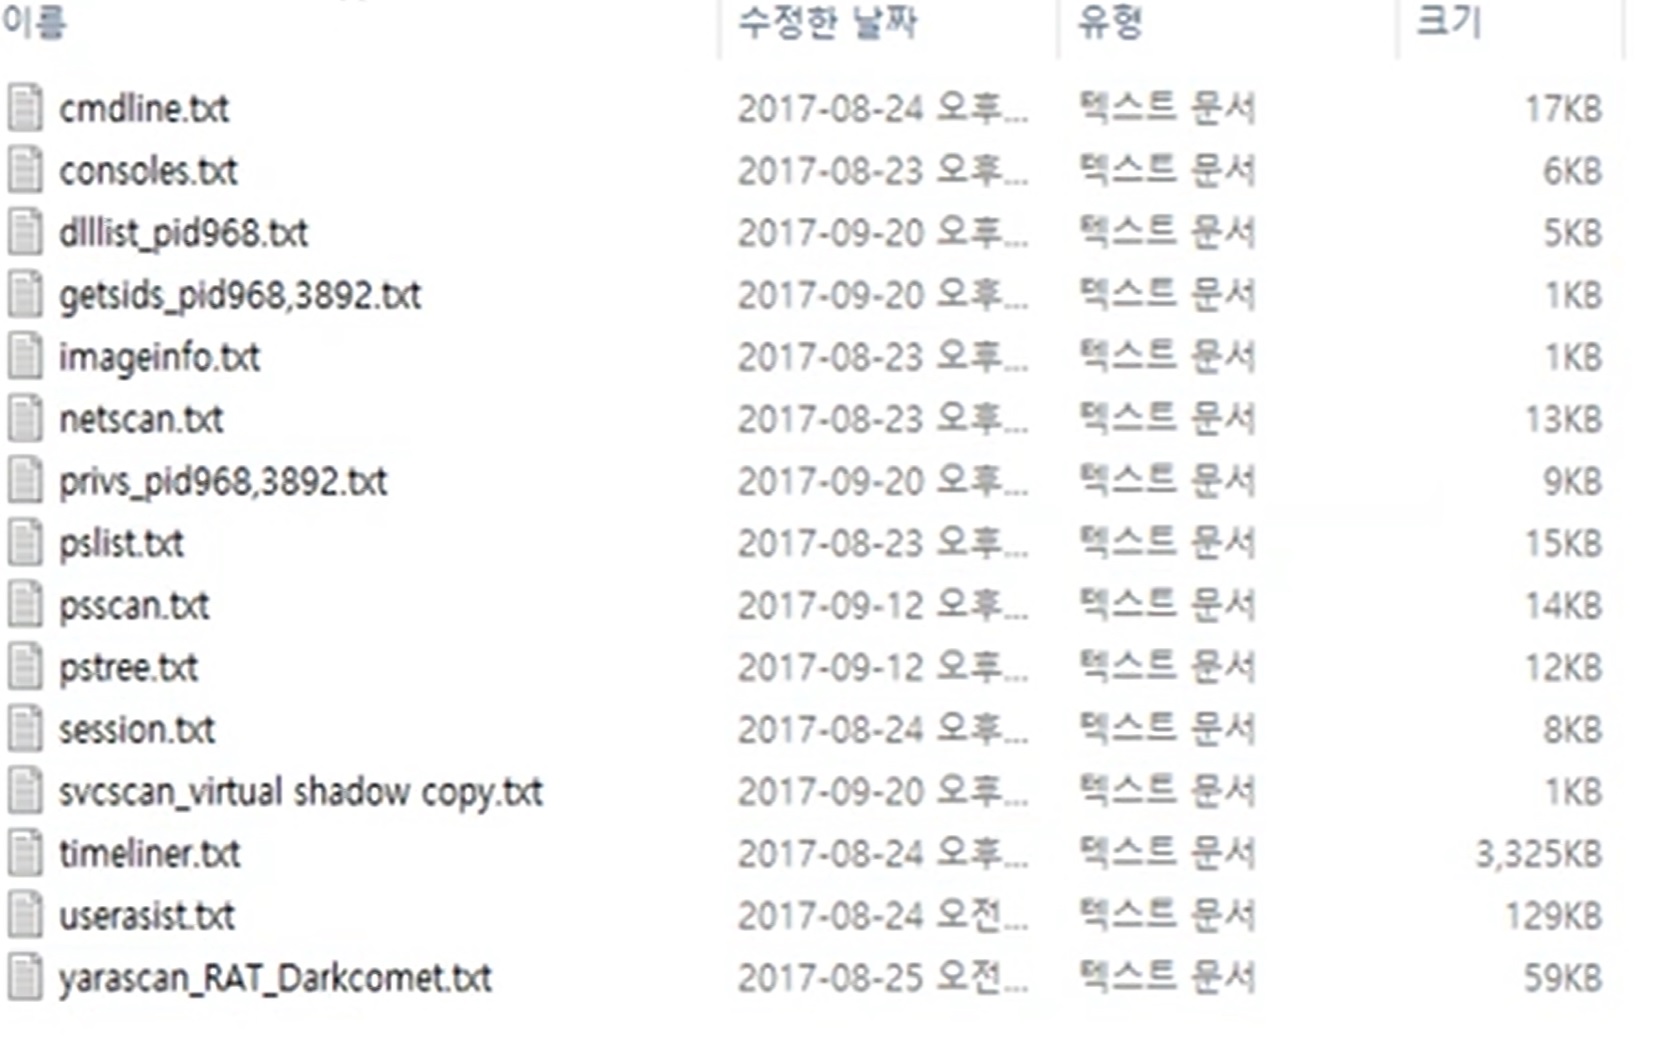 이름 수정한 날짜 유형 크기
cmdline.txt 2017-08-24 오후... 텍스트 문서 17KB
consoles.txt 2017-08-23 오후... 텍스트 문서 6KB
dlllist_pid968.txt 2017-09-20 오후... 텍스트 문서 5KB
getsids_pid968,3892.txt 2017-09-20 오후... 텍스트 문서 1KB
imageinfo.txt 2017-08-23 오후... 텍스트 문서 1KB
netscan.txt 2017-08-23 오후... 텍스트 문서 13KB
privs_pid968,3892.txt 2017-09-20 오후... 텍스트 문서 9KB
pslist.txt 2017-08-23 오후... 텍스트 문서 15KB
psscan.txt 2017-09-12 오후... 텍스트 문서 14KB
pstree.txt 2017-09-12 오후... 텍스트 문서 12KB
session.txt 2017-08-24 오후... 텍스트 문서 8KB
svcscan_virtual shadow copy.txt 2017-09-20 오후... 텍스트 문서 1KB
timeliner.txt 2017-08-24 오후... 텍스트 문서 3,325KB
userasist.txt 2017-08-24 오전... 텍스트 문서 129KB
yarascan_RAT_Darkcomet.txt 2017-08-25 오전... 텍스트 문서 59KB